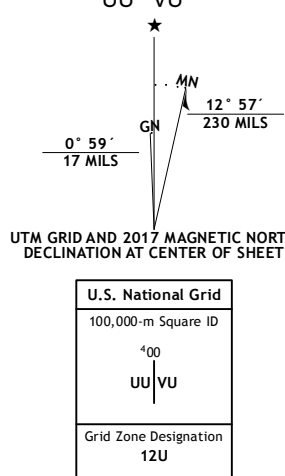 UU VU
★
MN
GN
12° 57´
230 MILS
0° 59´
17 MILS
UTM GRID AND 2017 MAGNETIC NORT
DECLINATION AT CENTER OF SHEET
U.S. National Grid
100,000-m Square ID
⁴00
UU VU
Grid Zone Designation
12U